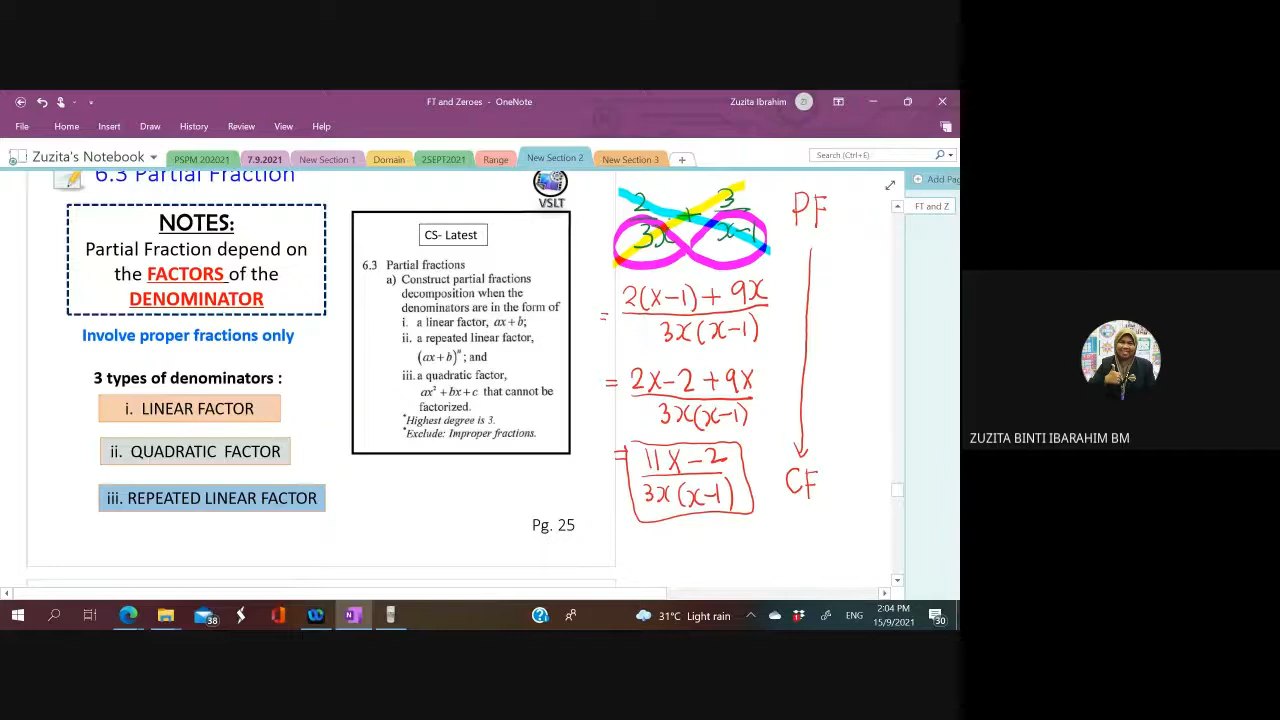 FT and Zeroes - OneNote
Zuzita Ibrahim
ZI
File Home Insert Draw History Review View Help
Zuzita's Notebook
PSPM 202021
7.9.2021
New Section 1
Domain
2SEPT2021
Range
New Section 2
New Section 3
+
Search (Ctrl+E)
Add Pag
FT and Z
6.3 Partial Fraction
NOTES:
Partial Fraction depend on
the FACTORS of the
DENOMINATOR
Involve proper fractions only
3 types of denominators :
i. LINEAR FACTOR
ii. QUADRATIC FACTOR
iii. REPEATED LINEAR FACTOR
VSLT
CS- Latest
6.3 Partial fractions
a) Construct partial fractions
decomposition when the
denominators are in the form of
i. a linear factor, ax+b;
ii. a repeated linear factor,
(ax+b)^n; and
iii. a quadratic factor,
ax²+bx+c that cannot be
factorized.
*Highest degree is 3.
*Exclude: Improper fractions.
Pg. 25
2/3x + 3/x-1
= 2(x-1) + 9x
3x(x-1)
= 2x-2+9x
3x(x-1)
= 11x-2
3x(x-1)
PF
CF
ZUZITA BINTI IBARAHIM BM
38
31°C Light rain
1
ENG
2:04 PM
15/9/2021
30